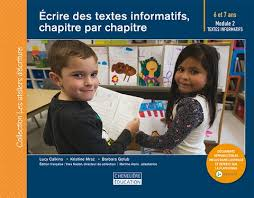 Écrire des textes informatifs,
chapitre par chapitre
6 et 7 ans
Module 2
TEXTES INFORMATIFS
Collection Les ateliers d'écriture
Lucy Calkins • Kristine Mraz • Barbara Golub
CHENELIÈRE
ÉDUCATION